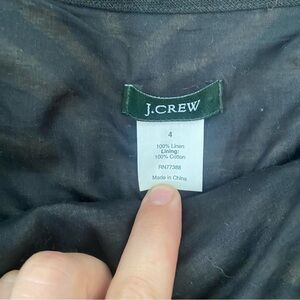 J.CREW
4
100% Linen
Lining:
100% Cotton
RN77388
Made in China